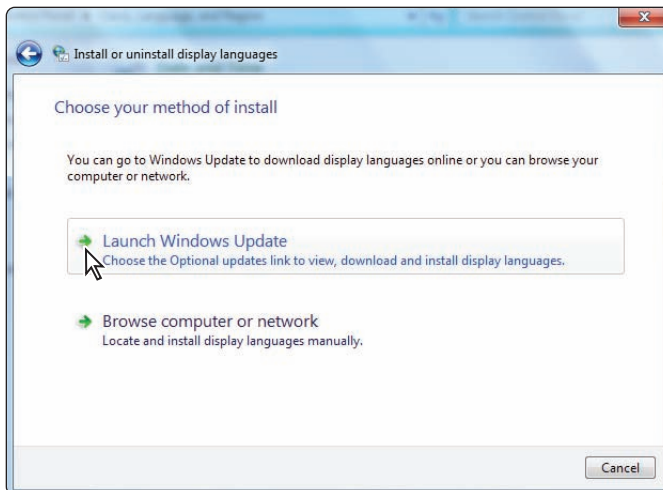 Install or uninstall display languages
Choose your method of install
You can go to Windows Update to download display languages online or you can browse your
computer or network.
Launch Windows Update
Choose the Optional updates link to view, download and install display languages.
Browse computer or network
Locate and install display languages manually.
Cancel